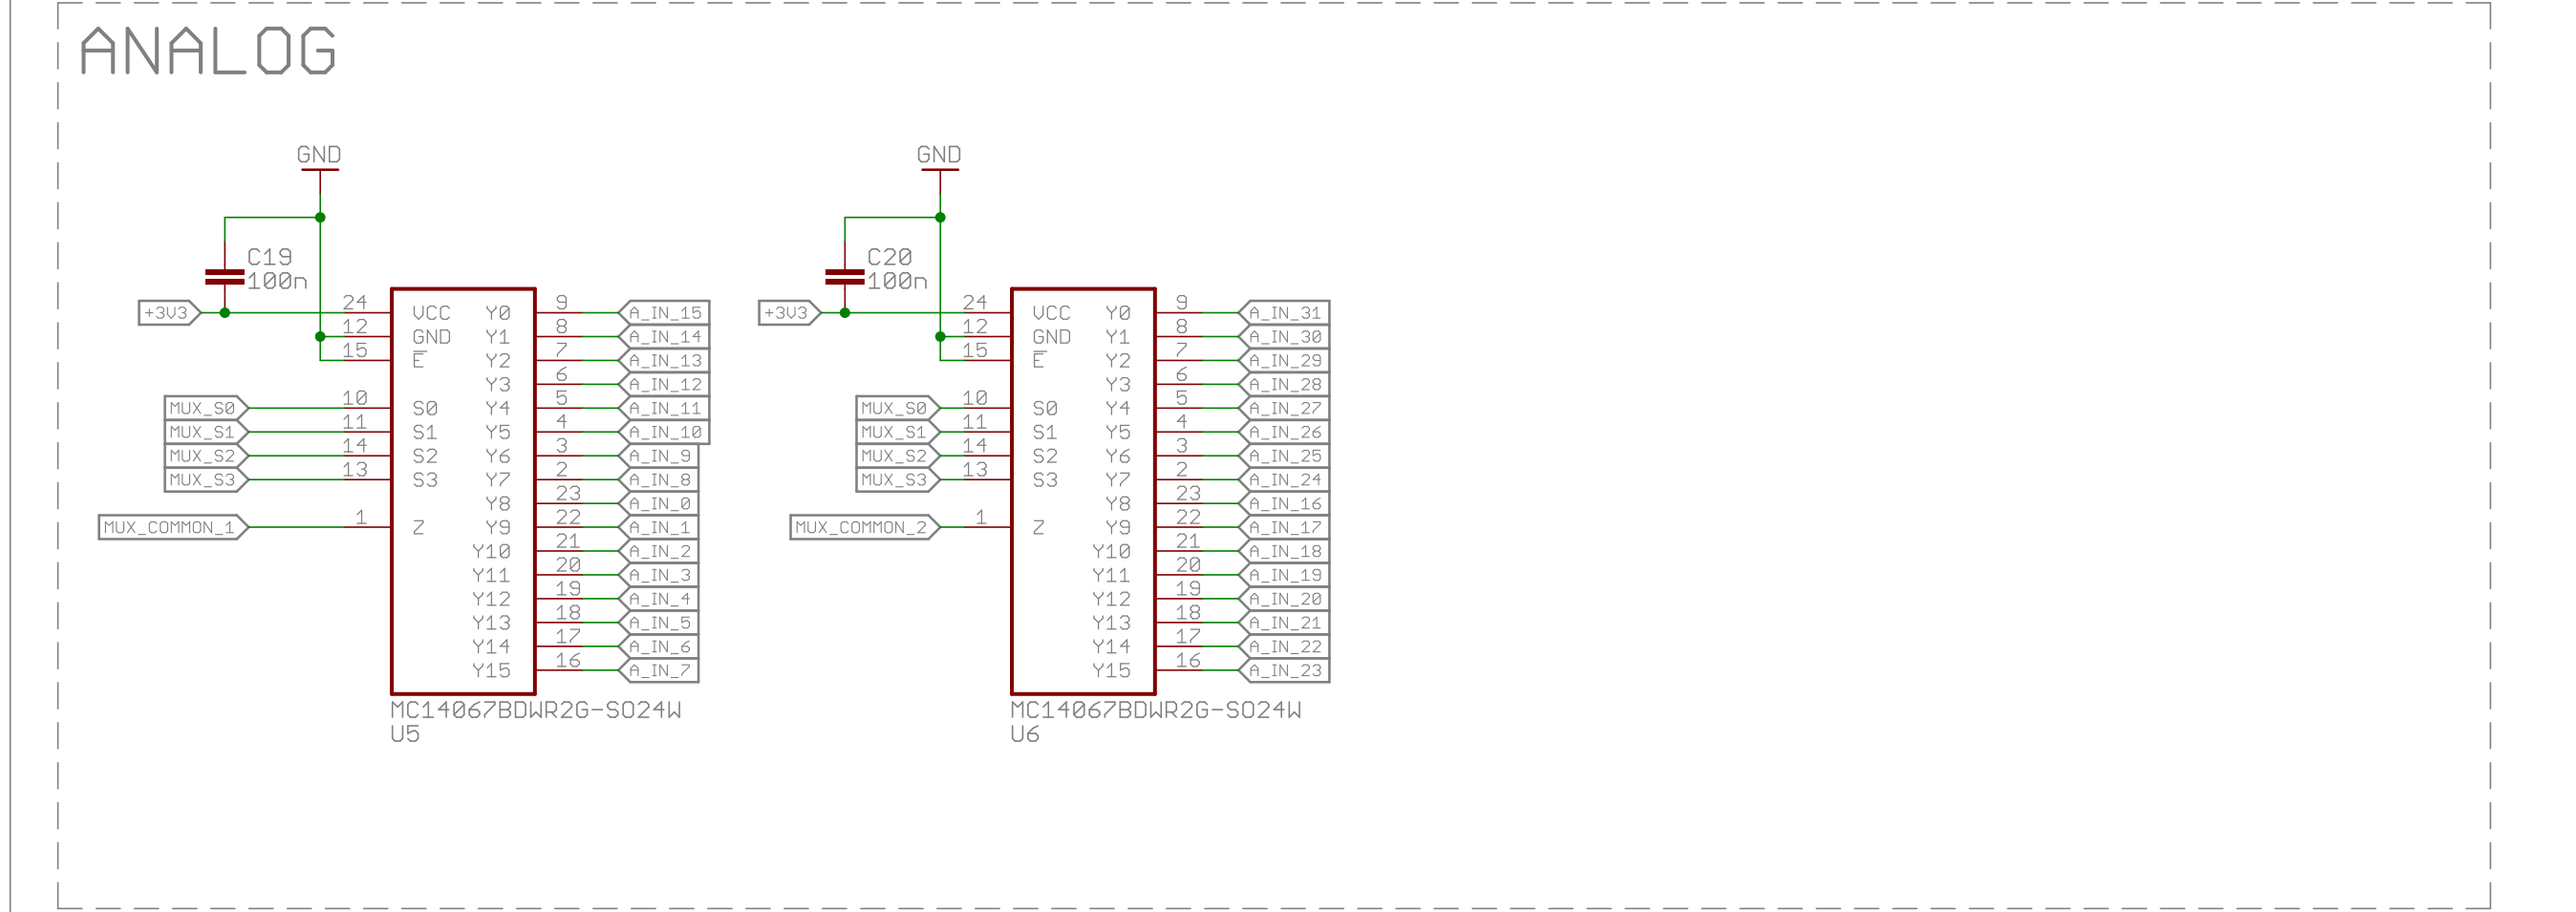 ANALOG
GND
C19
100n
+3V3
24 VCC Y0 9 A_IN_15
12 GND Y1 8 A_IN_14
15 E Y2 7 A_IN_13
Y3 6 A_IN_12
10 S0 Y4 5 A_IN_11
MUX_S0
11 S1 Y5 4 A_IN_10
MUX_S1
14 S2 Y6 3 A_IN_9
MUX_S2
13 S3 Y7 2 A_IN_8
MUX_S3
Y8 23 A_IN_0
MUX_COMMON_1 1 Z Y9 22 A_IN_1
Y10 21 A_IN_2
Y11 20 A_IN_3
Y12 19 A_IN_4
Y13 18 A_IN_5
Y14 17 A_IN_6
Y15 16 A_IN_7
MC14067BDWR2G-SO24W
U5
GND
C20
100n
+3V3
24 VCC Y0 9 A_IN_31
12 GND Y1 8 A_IN_30
15 E Y2 7 A_IN_29
Y3 6 A_IN_28
MUX_S0 10 S0 Y4 5 A_IN_27
MUX_S1 11 S1 Y5 4 A_IN_26
MUX_S2 14 S2 Y6 3 A_IN_25
MUX_S3 13 S3 Y7 2 A_IN_24
Y8 23 A_IN_16
MUX_COMMON_2 1 Z Y9 22 A_IN_17
Y10 21 A_IN_18
Y11 20 A_IN_19
Y12 19 A_IN_20
Y13 18 A_IN_21
Y14 17 A_IN_22
Y15 16 A_IN_23
MC14067BDWR2G-SO24W
U6